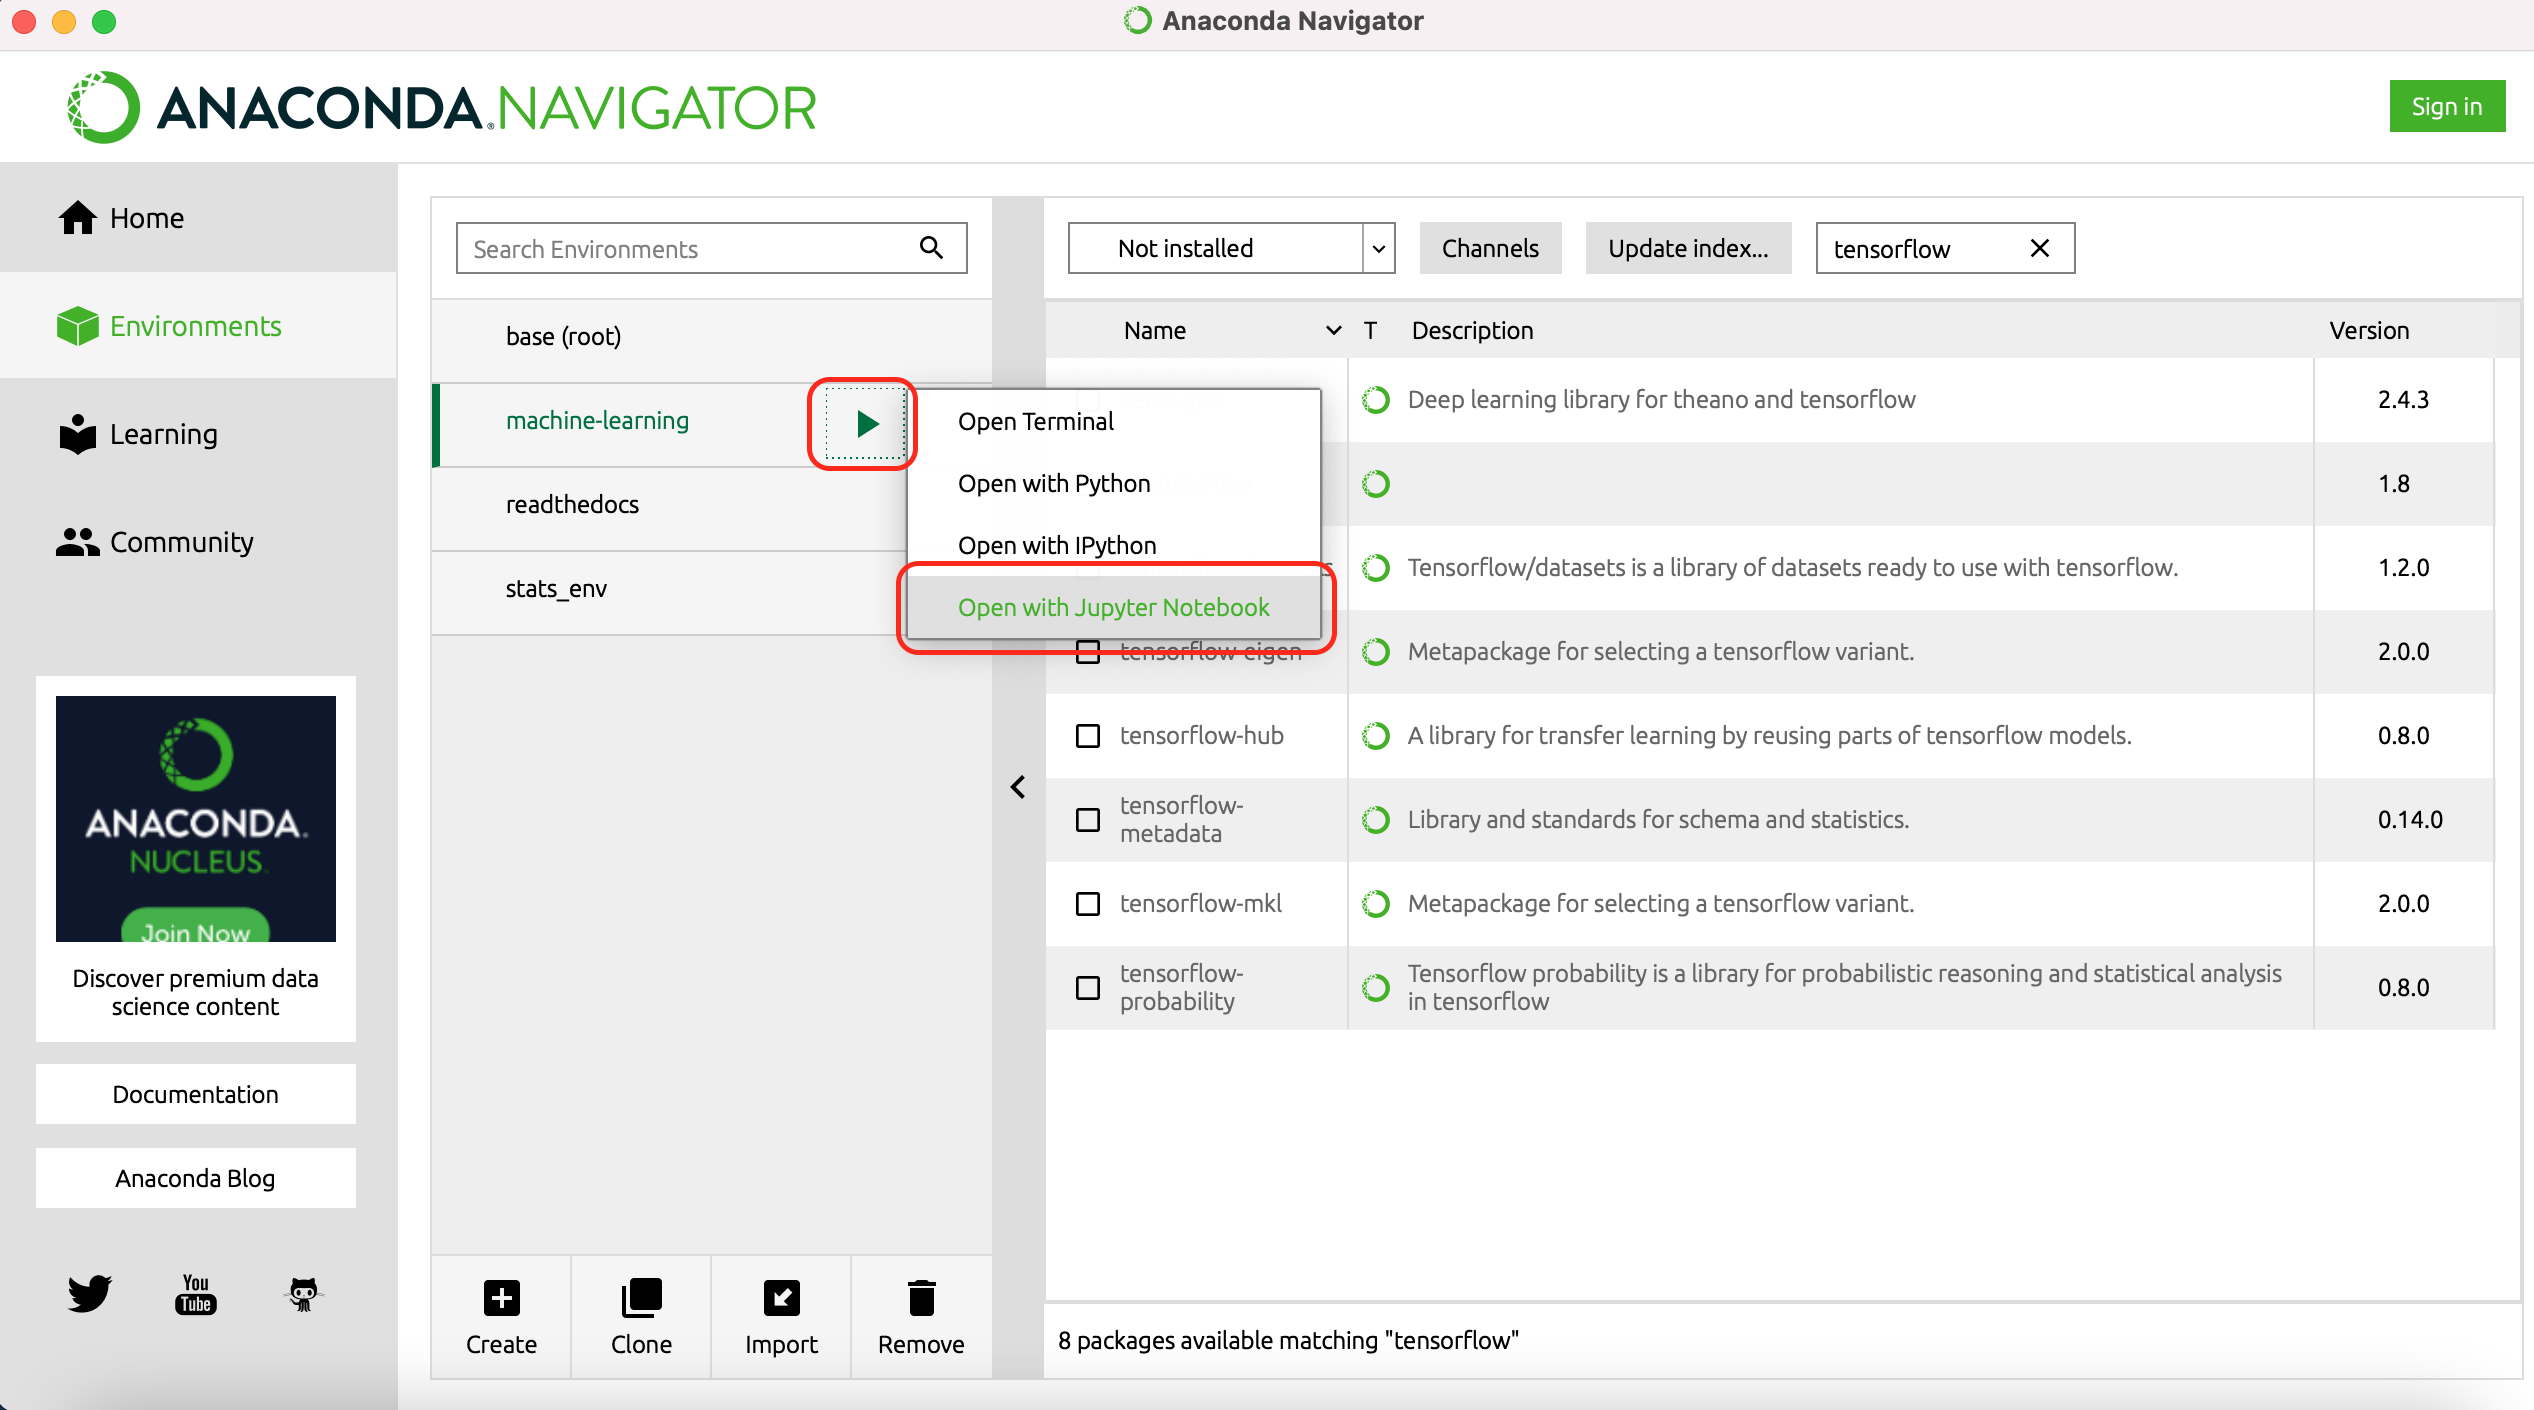 Anaconda Navigator
ANACONDA.NAVIGATOR
Sign in
Home
Environments
Learning
Community
ANACONDA.
NUCLEUS
Join Now
Discover premium data
science content
Documentation
Anaconda Blog
You
Tube
Search Environments
base (root)
machine-learning
readthedocs
stats_env
Open Terminal
Open with Python
Open with IPython
Open with Jupyter Notebook
Create
Clone
Import
Remove
Not installed
Channels
Update index...
tensorflow
Name
T
Description
Version
Deep learning library for theano and tensorflow
2.4.3
1.8
Tensorflow/datasets is a library of datasets ready to use with tensorflow.
1.2.0
tensorflow-eigen
Metapackage for selecting a tensorflow variant.
2.0.0
tensorflow-hub
A library for transfer learning by reusing parts of tensorflow models.
0.8.0
tensorflow-
metadata
Library and standards for schema and statistics.
0.14.0
tensorflow-mkl
Metapackage for selecting a tensorflow variant.
2.0.0
tensorflow-
probability
Tensorflow probability is a library for probabilistic reasoning and statistical analysis
in tensorflow
0.8.0
8 packages available matching "tensorflow"